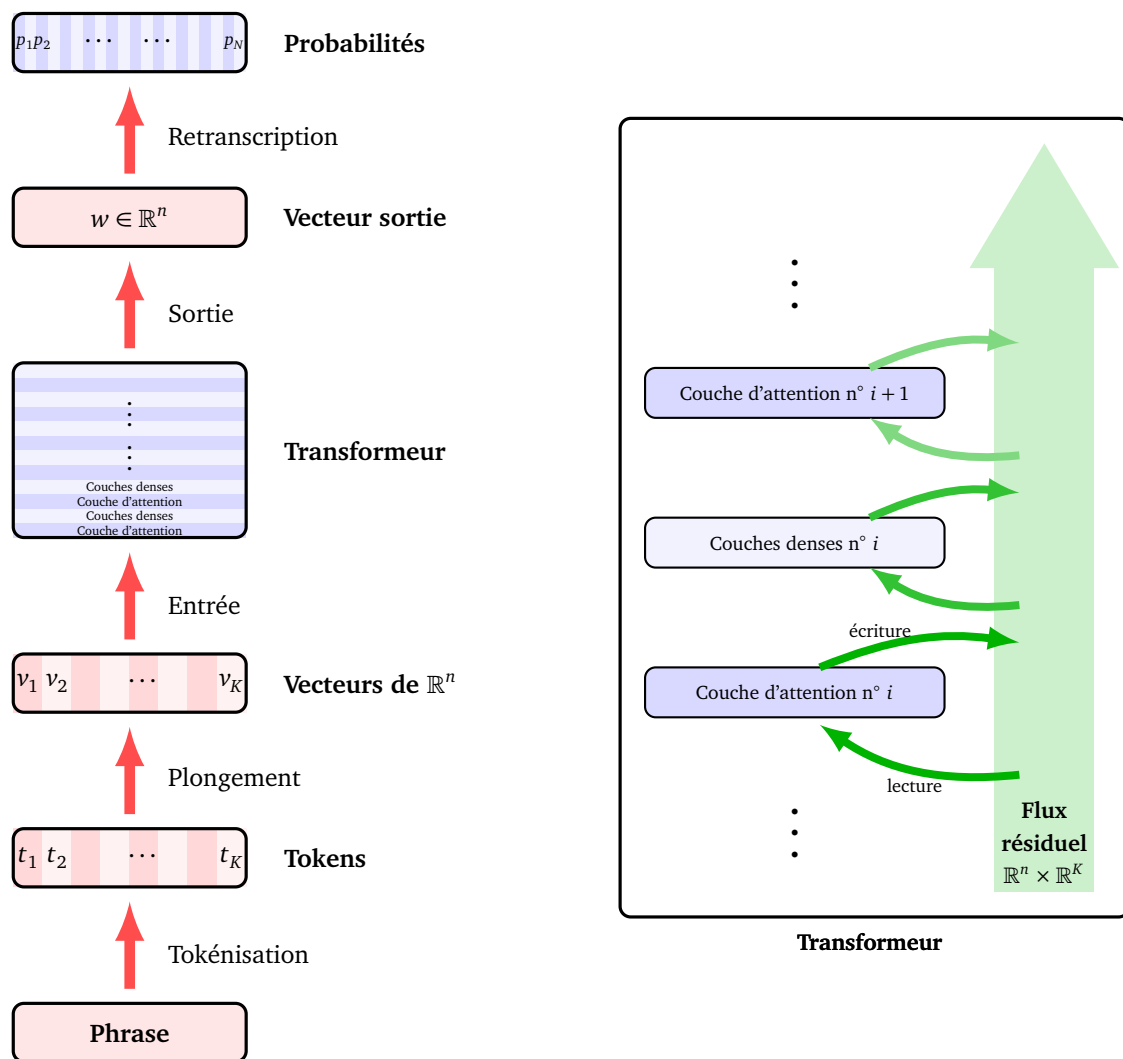 p₁p₂ ··· ··· p_N
Probabilités
Retranscription
w ∈ ℝⁿ
Vecteur sortie
Sortie
⋮
⋮
Couches denses
Couche d'attention
Couches denses
Couche d'attention
Transformeur
Entrée
v₁ v₂ ··· v_K
Vecteurs de ℝⁿ
Plongement
t₁ t₂ ··· t_K
Tokens
Tokénisation
Phrase
⋮
Couche d'attention n° i + 1
Couches denses n° i
écriture
Couche d'attention n° i
lecture
⋮
Flux
résiduel
ℝⁿ × ℝᴷ
Transformeur